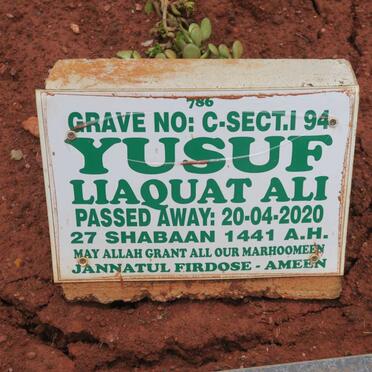 786
GRAVE NO: C-SECT.I 94
YUSUF
LIAQUAT ALI
PASSED AWAY: 20-04-2020
27 SHABAAN 1441 A.H.
MAY ALLAH GRANT ALL OUR MARHOOMEEN
JANNATUL FIRDOSE - AMEEN